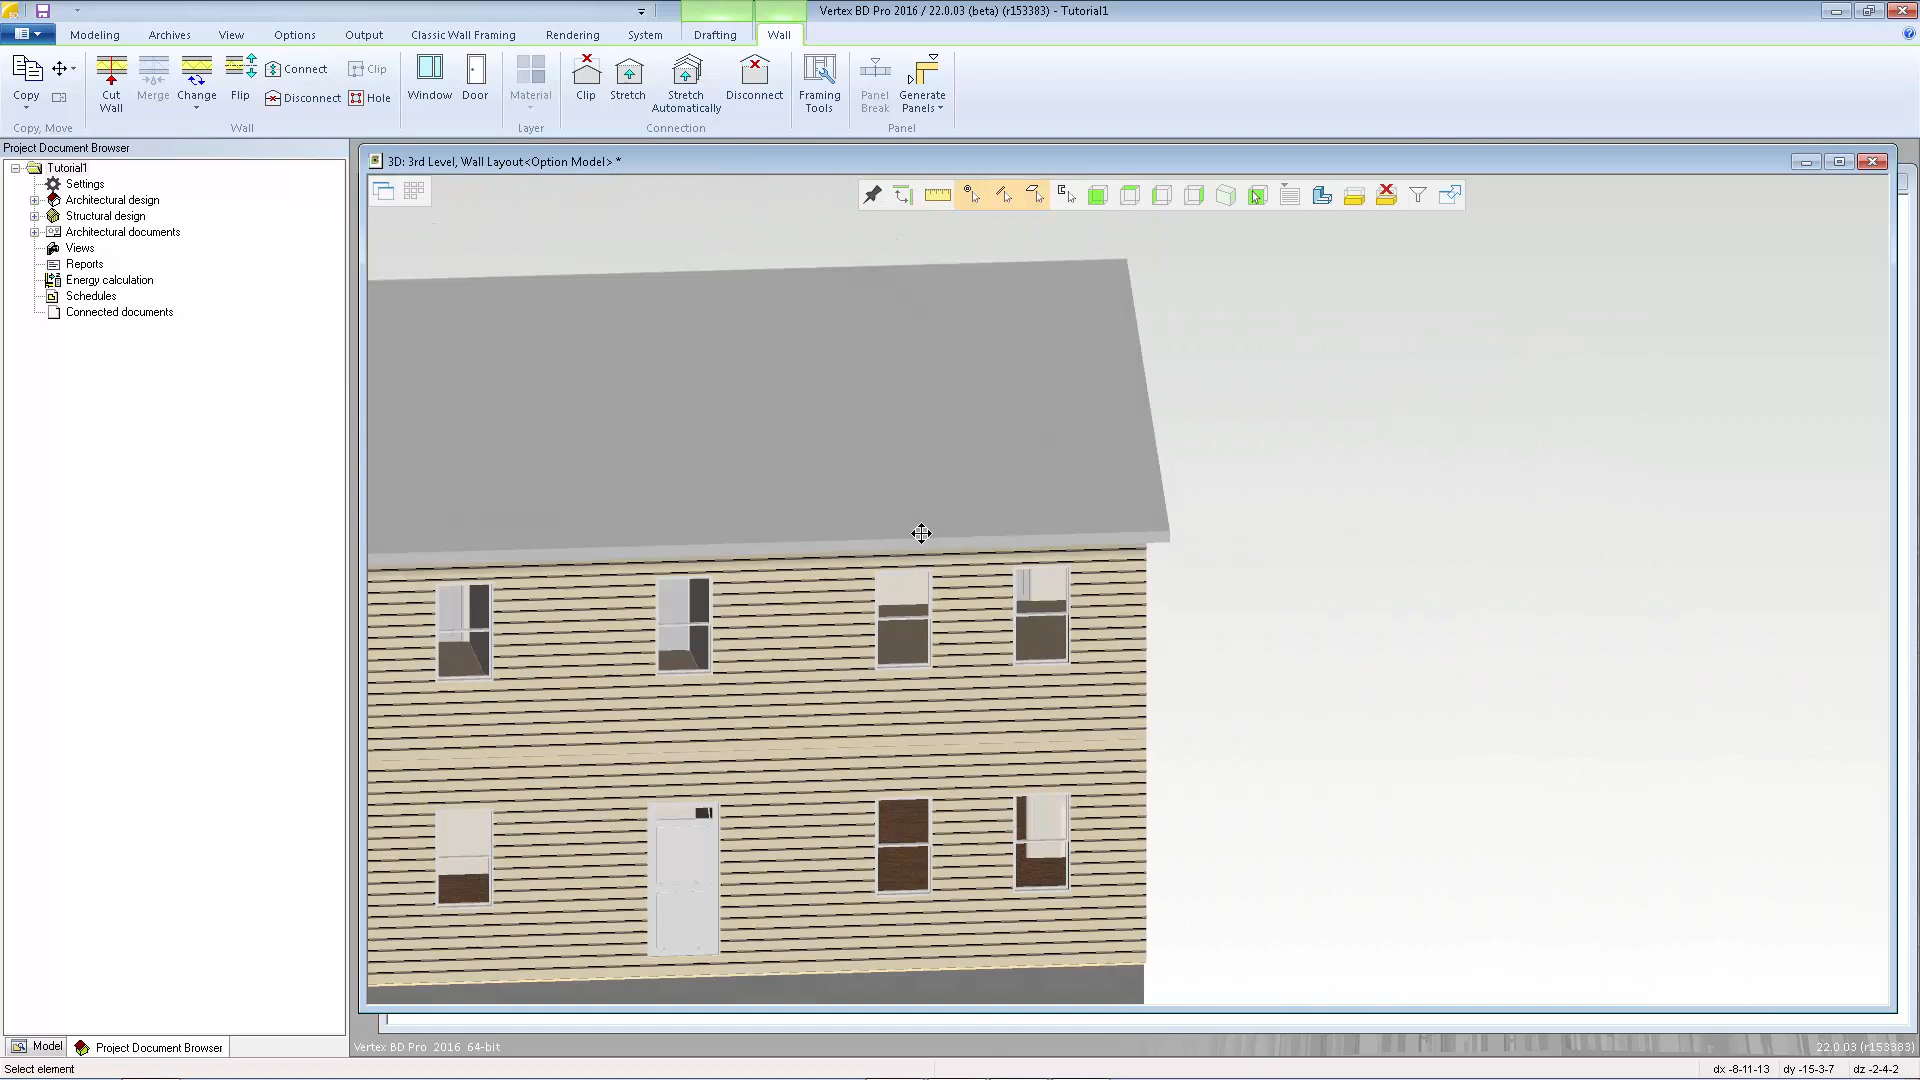 Vertex BD Pro 2016 / 22.0.03 (beta) (r153383) - Tutorial1
Modeling Archives View Options Output Classic Wall Framing Rendering System Drafting Wall
Copy
Cut Wall
Merge
Change
Flip
Connect
Disconnect
Clip
Hole
Window
Door
Material
Clip
Stretch
Stretch Automatically
Disconnect
Framing Tools
Panel Break
Generate Panels
Copy, Move Wall Layer Connection Panel
Project Document Browser
Tutorial1
Settings
Architectural design
Structural design
Architectural documents
Views
Reports
Energy calculation
Schedules
Connected documents
3D: 3rd Level, Wall Layout<Option Model> *
Model Project Document Browser
Vertex BD Pro 2016 64-bit
22.0.03 (r153383)
Select element
dx -8-11-13 dy -15-3-7 dz -2-4-2